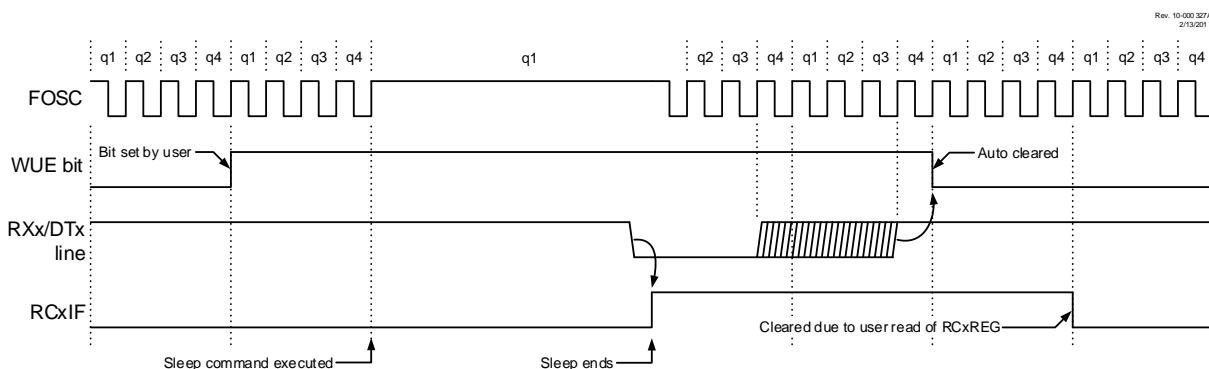 Rev. 10-000 327A
2/13/201
q1 q2 q3 q4 q1 q2 q3 q4 q1 q2 q3 q4 q1 q2 q3 q4 q1 q2 q3 q4 q1 q2 q3 q4
FOSC
WUE bit
Bit set by user
Auto cleared
RXx/DTx
line
RCxIF
Cleared due to user read of RCxREG
Sleep command executed
Sleep ends